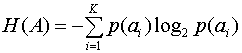 H(A) = −∑_{i=1}^{K} p(a_i) log_2 p(a_i)